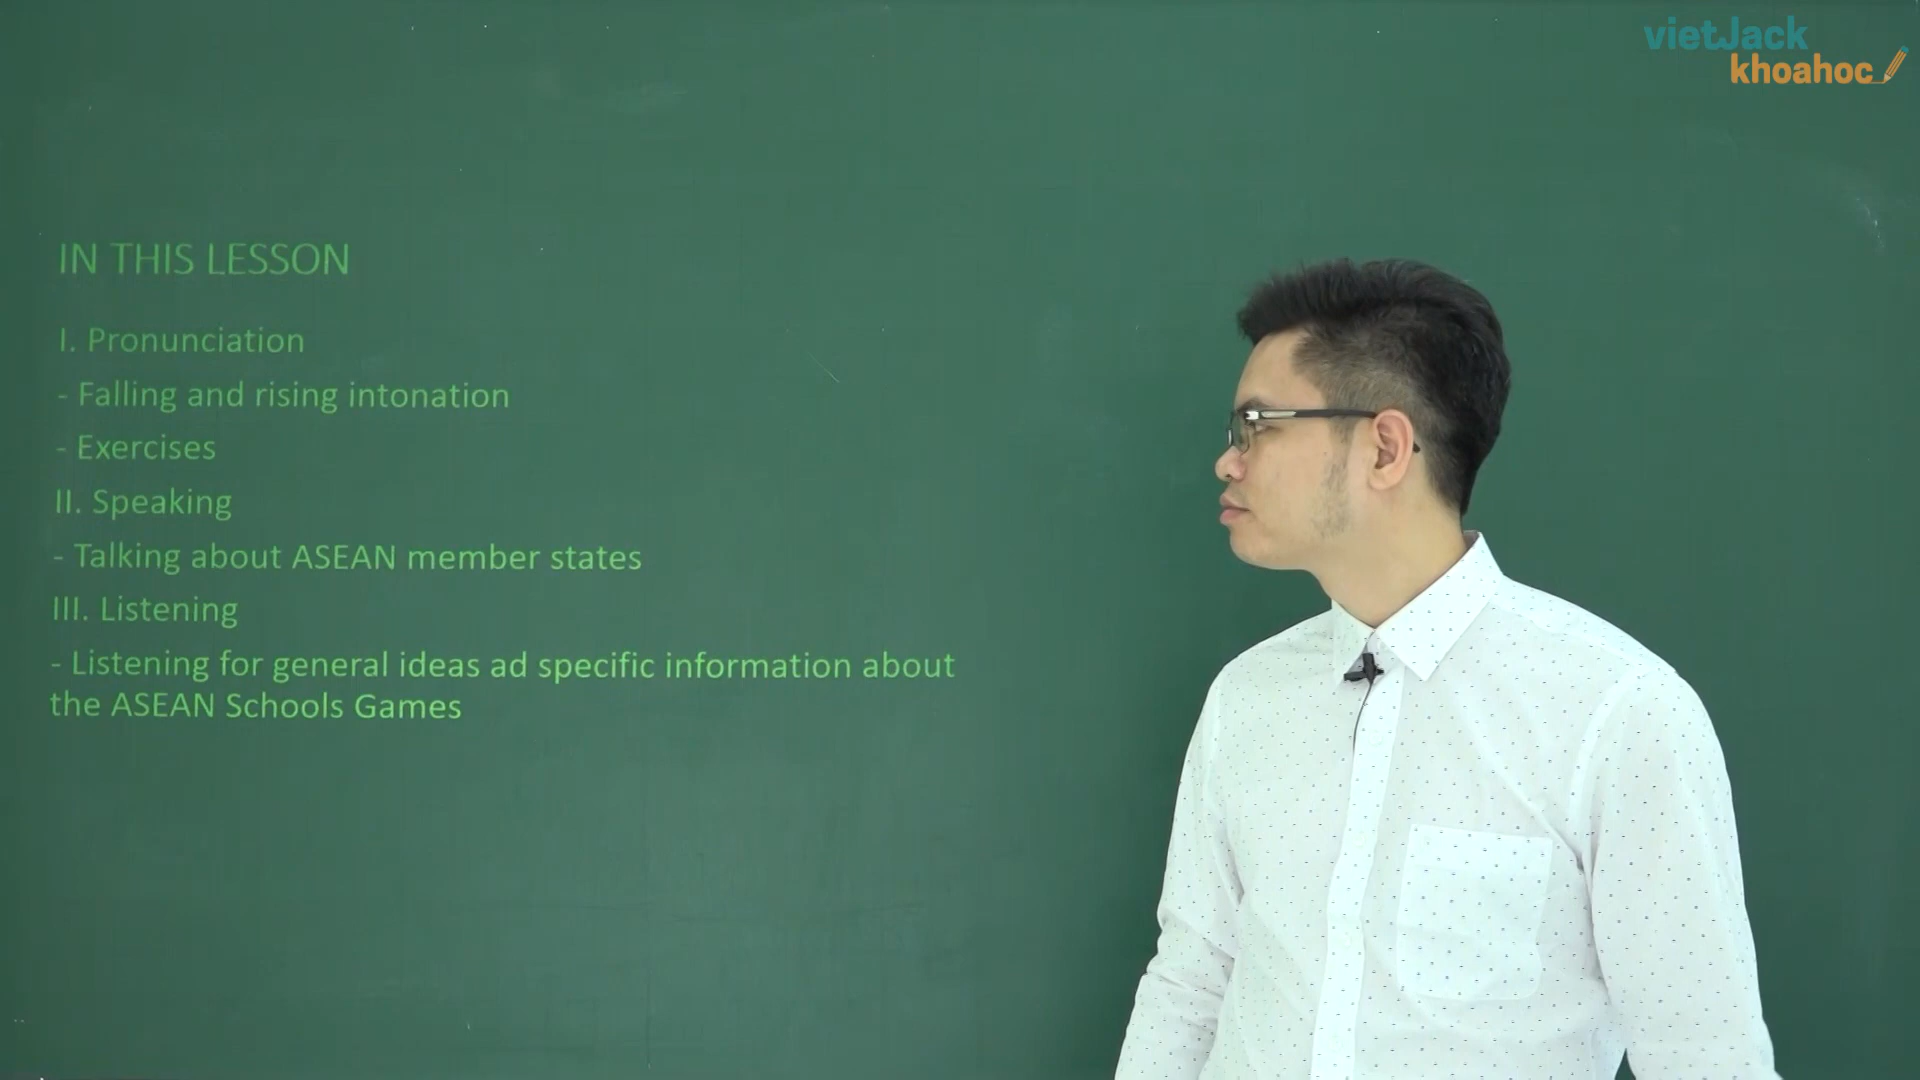 vietJack
khoahoc
IN THIS LESSON
I. Pronunciation
- Falling and rising intonation
- Exercises
II. Speaking
- Talking about ASEAN member states
III. Listening
- Listening for general ideas ad specific information about
the ASEAN Schools Games